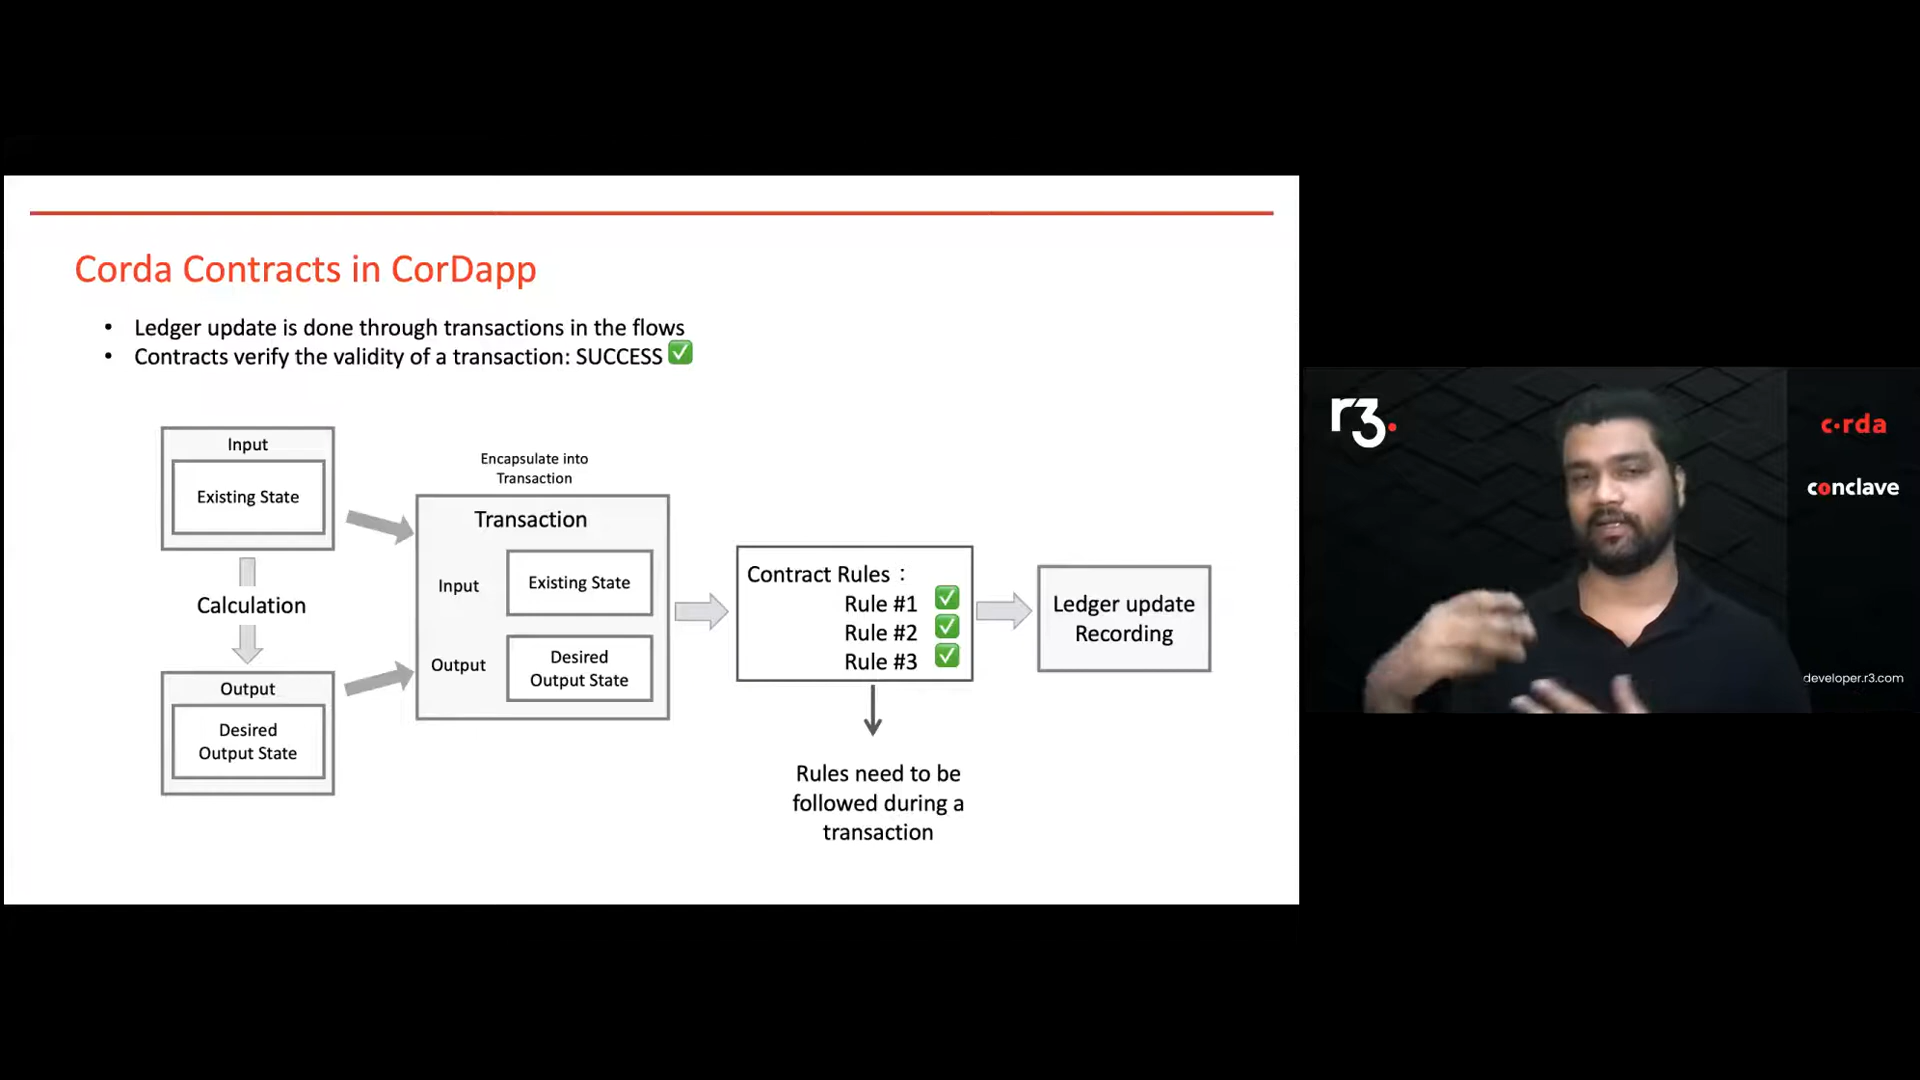 Corda Contracts in CorDapp
• Ledger update is done through transactions in the flows
• Contracts verify the validity of a transaction: SUCCESS ✅
Input
Existing State
Calculation
Output
Desired
Output State
Encapsulate into
Transaction
Transaction
Input
Existing State
Output
Desired
Output State
Contract Rules：
Rule #1 ✅
Rule #2 ✅
Rule #3 ✅
Rules need to be
followed during a
transaction
Ledger update
Recording
r3.
c·rda
conclave
developer.r3.com